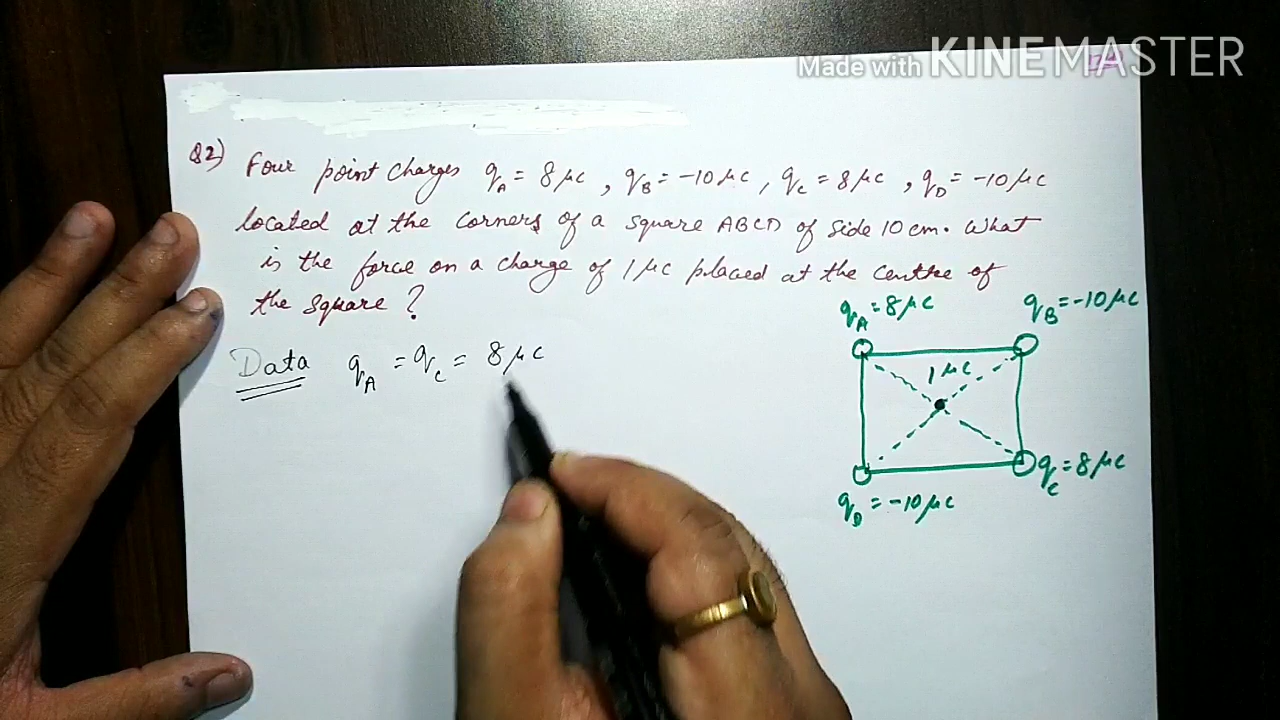 Made with KINEMASTER
Q2) Four point charges qA = 8μc , qB = -10μc , qC = 8μc , qD = -10μc
located at the corners of a square ABCD of side 10 cm. What
is the force on a charge of 1μc placed at the centre of
the square ?
qA = 8μc
qB = -10μc
Data qA = qC = 8μc
1μc
qC = 8μc
qD = -10μc